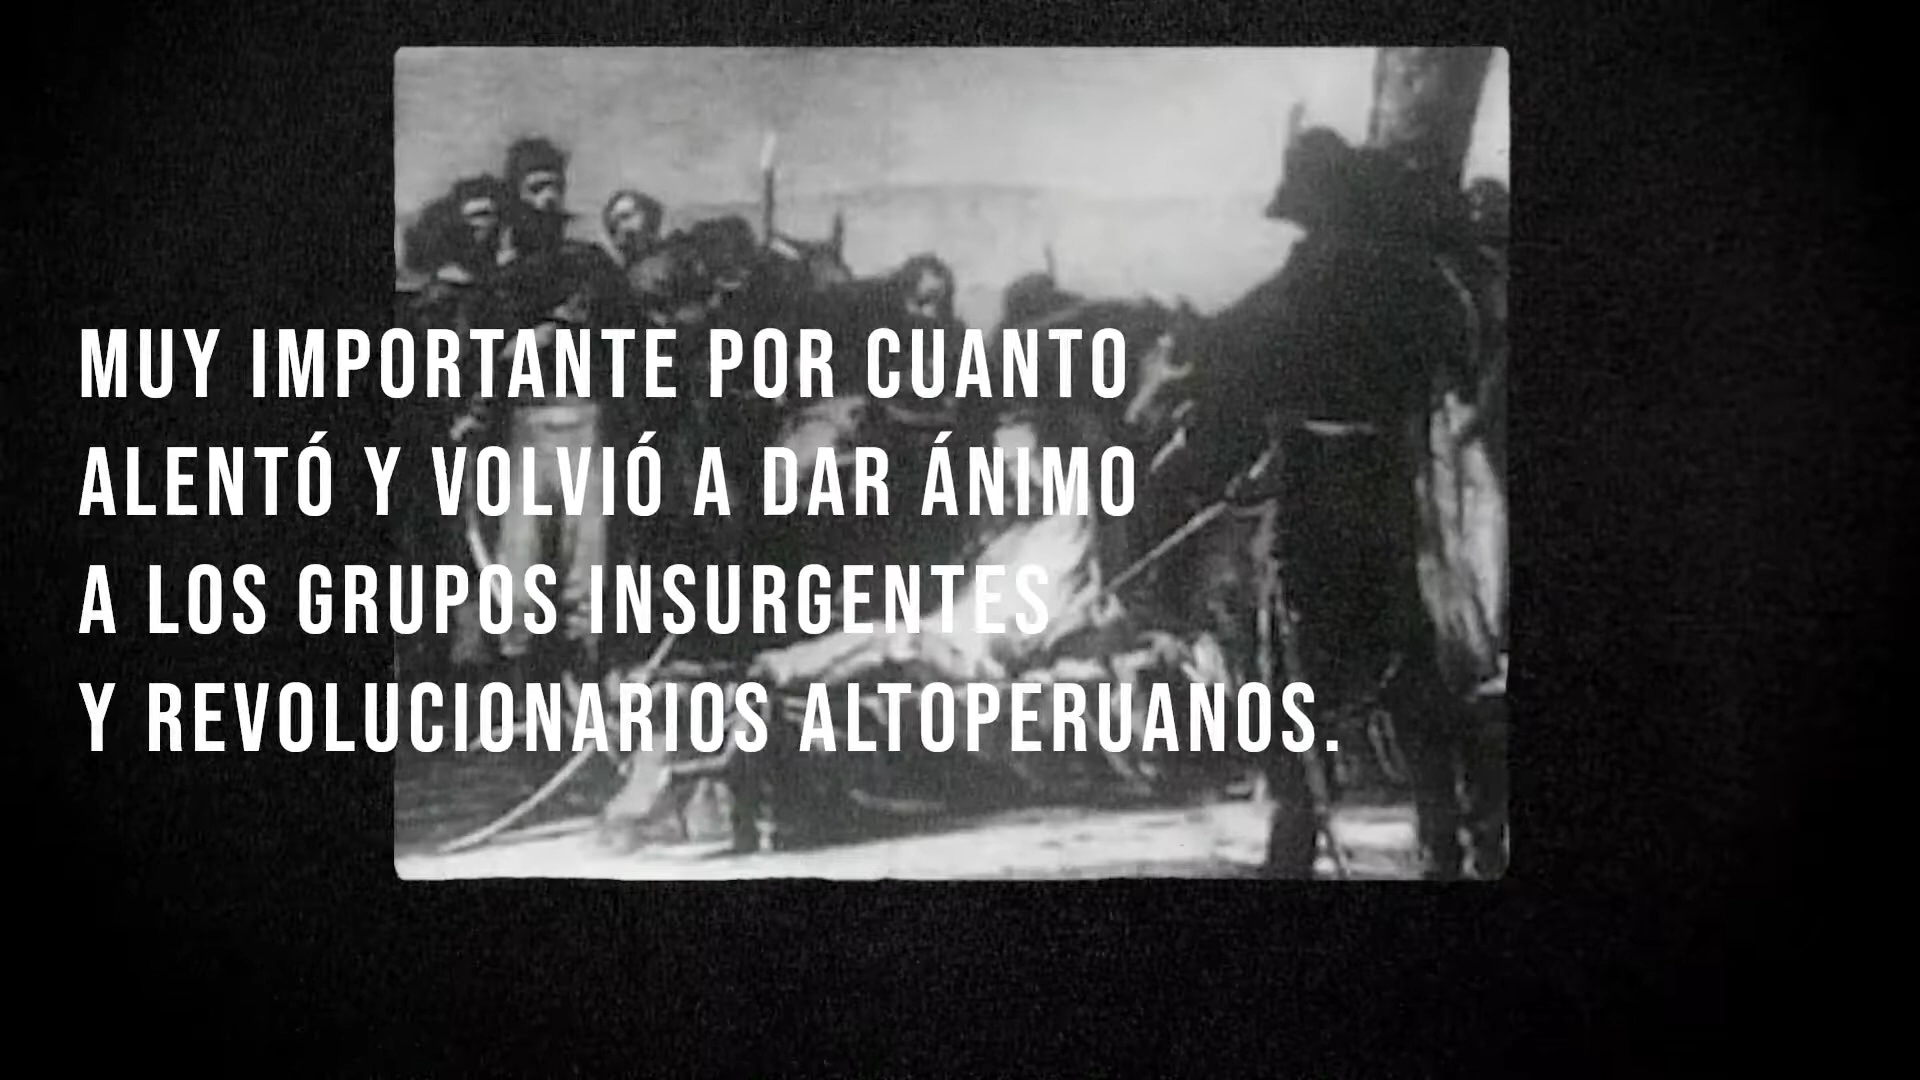 MUY IMPORTANTE POR CUANTO
ALENTÓ Y VOLVIÓ A DAR ÁNIMO
A LOS GRUPOS INSURGENTES
Y REVOLUCIONARIOS ALTOPERUANOS.